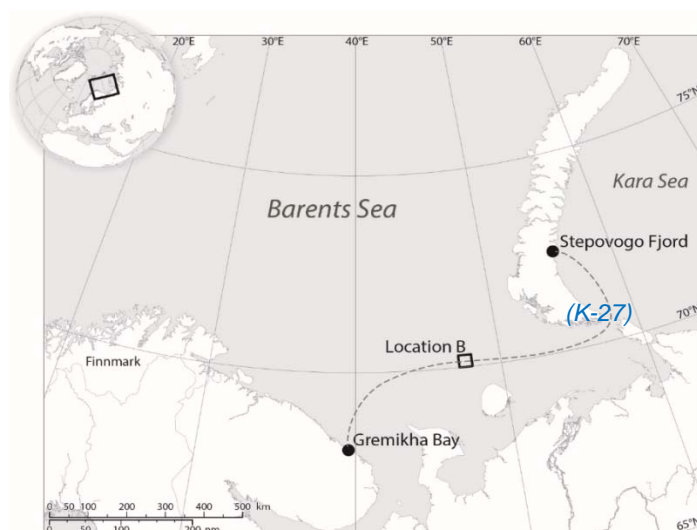 20°E
30°E
40°E
50°E
60°E
70°E
75°N
Kara Sea
Barents Sea
Stepovogo Fjord
(K-27)
70°N
Location B
Finnmark
Gremikha Bay
0 50 100 200 300 400 500 km
65°N
0 50 100 200 nm